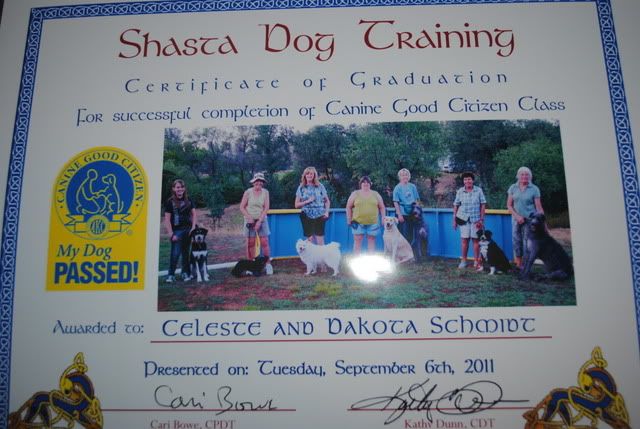 Shasta Dog Training
Certificate of Graduation
For successful completion of Canine Good Citizen Class
CANINE GOOD CITIZEN
AKC
My Dog
PASSED!
Awarded to: Celeste and Dakota Schmidt
Presented on: Tuesday, September 6th, 2011
Cari Bowe
Kathy Dunn
Cari Bowe, CPDT
Kathy Dunn, CDT